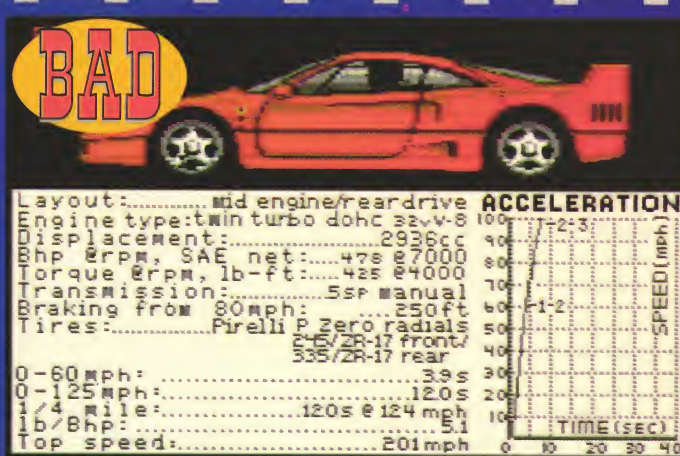 BAD
Layout:..........mid engine/reardrive
Engine type:twin turbo dohc 32v V-8
Displacement:................2936cc
Bhp @rpm, SAE net:....478 @7000
Torque @rpm, lb-ft:....425 @4000
Transmission:..........5sp manual
Braking from 80mph: ....250ft
Tires:..........Pirelli P Zero radials
245/ZR-17 front/
335/ZR-17 rear
0-60mph:................................3.9s
0-125mph:..............................12.0s
1/4 mile:................12.0s @ 124 mph
lb/Bhp:.....................................5.1
Top speed:..........................201mph
ACCELERATION
100
90
80
70
60
50
40
30
20
10
0 10 20 30 40
1-2
2-3
SPEED(mph)
TIME(SEC)